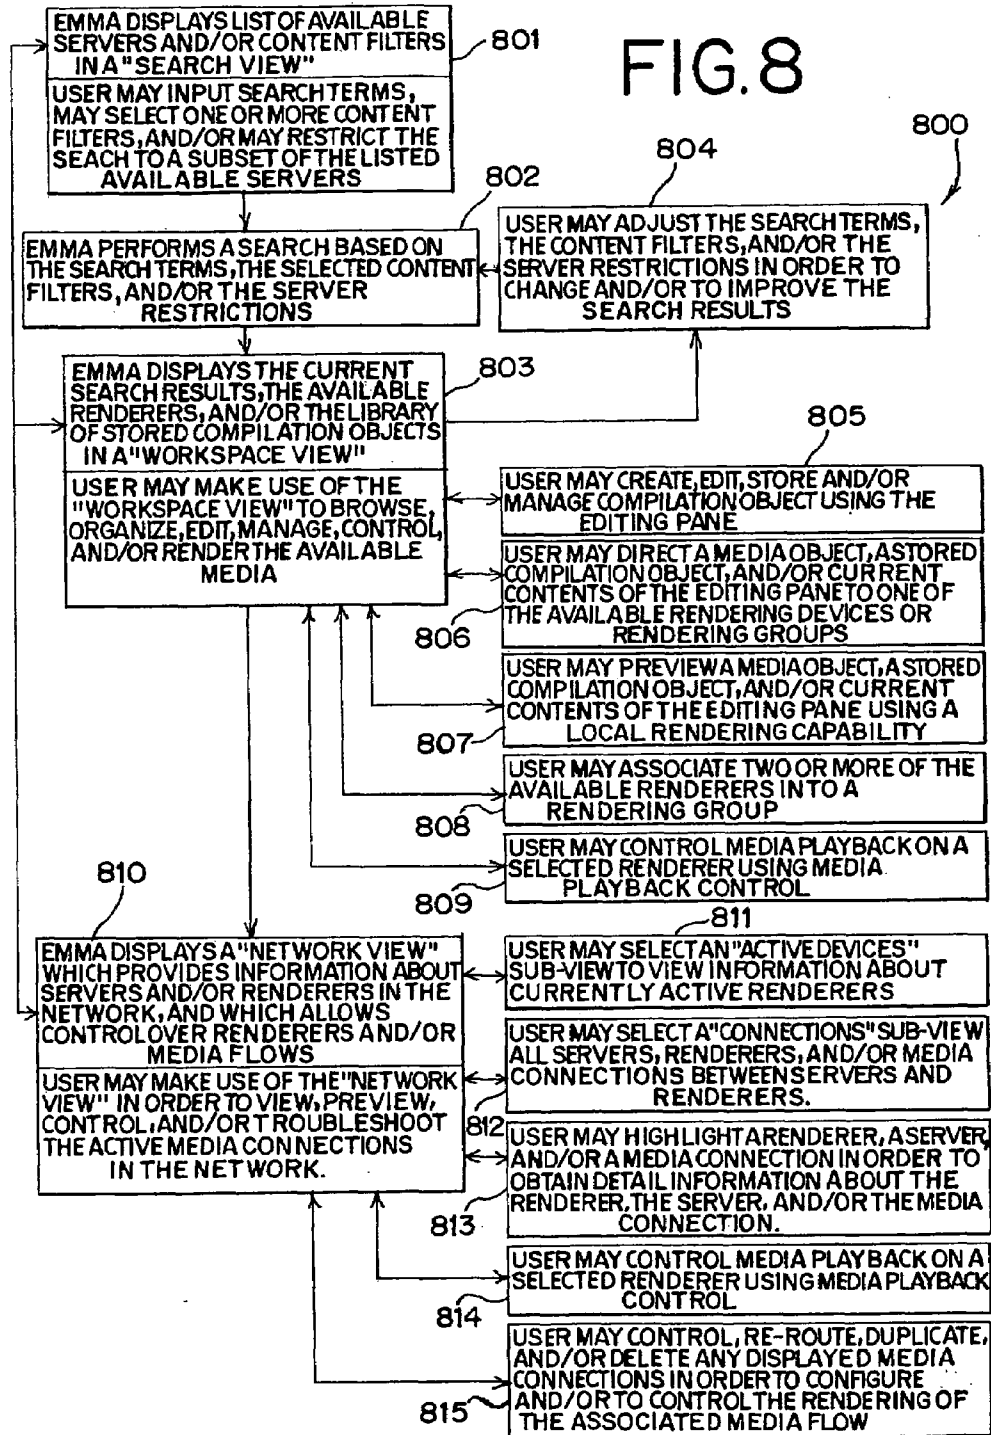 FIG.8
800
EMMA DISPLAYS LIST OF AVAILABLE
SERVERS AND/OR CONTENT FILTERS
IN A "SEARCH VIEW"
801
USER MAY INPUT SEARCH TERMS,
MAY SELECT ONE OR MORE CONTENT
FILTERS, AND/OR MAY RESTRICT THE
SEACH TO A SUBSET OF THE LISTED
AVAILABLE SERVERS
802
EMMA PERFORMS A SEARCH BASED ON
THE SEARCH TERMS, THE SELECTED CONTENT
FILTERS, AND/OR THE SERVER
RESTRICTIONS
804
USER MAY ADJUST THE SEARCH TERMS,
THE CONTENT FILTERS, AND/OR THE
SERVER RESTRICTIONS IN ORDER TO
CHANGE AND/OR TO IMPROVE THE
SEARCH RESULTS
803
EMMA DISPLAYS THE CURRENT
SEARCH RESULTS, THE AVAILABLE
RENDERERS, AND/OR THE LIBRARY
OF STORED COMPILATION OBJECTS
IN A "WORKSPACE VIEW"
USER MAY MAKE USE OF THE
"WORKSPACE VIEW" TO BROWSE,
ORGANIZE, EDIT, MANAGE, CONTROL,
AND/OR RENDER THE AVAILABLE
MEDIA
805
USER MAY CREATE, EDIT, STORE AND/OR
MANAGE COMPILATION OBJECT USING THE
EDITING PANE
USER MAY DIRECT A MEDIA OBJECT, A STORED
COMPILATION OBJECT, AND/OR CURRENT
CONTENTS OF THE EDITING PANE TO ONE OF
THE AVAILABLE RENDERING DEVICES OR
RENDERING GROUPS
806
USER MAY PREVIEW A MEDIA OBJECT, A STORED
COMPILATION OBJECT, AND/OR CURRENT
CONTENTS OF THE EDITING PANE USING A
LOCAL RENDERING CAPABILITY
807
USER MAY ASSOCIATE TWO OR MORE OF THE
AVAILABLE RENDERERS INTO A
RENDERING GROUP
808
USER MAY CONTROL MEDIA PLAYBACK ON A
SELECTED RENDERER USING MEDIA
PLAYBACK CONTROL
809
810
EMMA DISPLAYS A "NETWORK VIEW"
WHICH PROVIDES INFORMATION ABOUT
SERVERS AND/OR RENDERERS IN THE
NETWORK, AND WHICH ALLOWS
CONTROL OVER RENDERERS AND/OR
MEDIA FLOWS
USER MAY MAKE USE OF THE "NETWORK
VIEW" IN ORDER TO VIEW, PREVIEW,
CONTROL, AND/OR TROUBLESHOOT
THE ACTIVE MEDIA CONNECTIONS
IN THE NETWORK.
811
USER MAY SELECT AN "ACTIVE DEVICES"
SUB-VIEW TO VIEW INFORMATION ABOUT
CURRENTLY ACTIVE RENDERERS
USER MAY SELECT A "CONNECTIONS" SUB-VIEW
ALL SERVERS, RENDERERS, AND/OR MEDIA
CONNECTIONS BETWEEN SERVERS AND
RENDERERS.
812
USER MAY HIGHLIGHT A RENDERER, A SERVER,
AND/OR A MEDIA CONNECTION IN ORDER TO
OBTAIN DETAIL INFORMATION ABOUT THE
RENDERER, THE SERVER, AND/OR THE MEDIA
CONNECTION.
813
USER MAY CONTROL MEDIA PLAYBACK ON A
SELECTED RENDERER USING MEDIA PLAYBACK
CONTROL
814
USER MAY CONTROL, RE-ROUTE, DUPLICATE,
AND/OR DELETE ANY DISPLAYED MEDIA
CONNECTIONS IN ORDER TO CONFIGURE
AND/OR TO CONTROL THE RENDERING OF
THE ASSOCIATED MEDIA FLOW
815